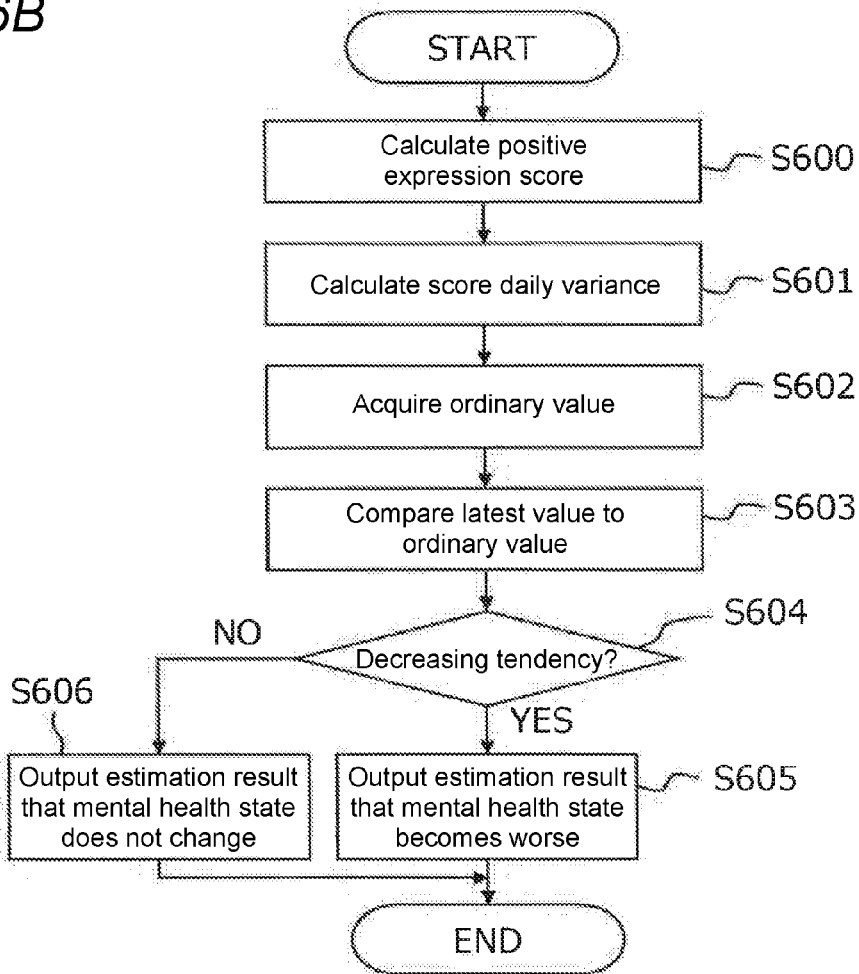 6B
START
Calculate positive
expression score
S600
Calculate score daily variance
S601
Acquire ordinary value
S602
Compare latest value to
ordinary value
S603
Decreasing tendency?
S604
NO
YES
S606
Output estimation result
that mental health state
does not change
Output estimation result
that mental health state
becomes worse
S605
END